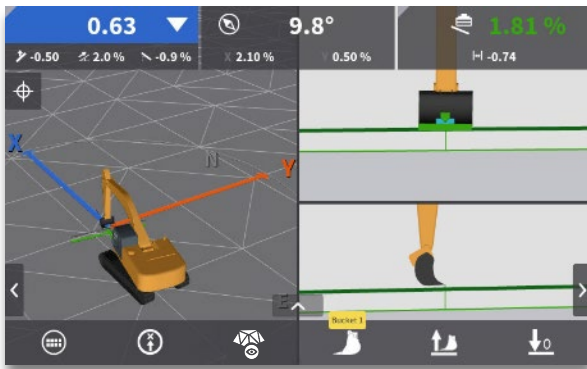 0.63
-0.50
2.0 %
-0.9 %
9.8°
X 2.10 %
Y 0.50 %
1.81 %
-0.74
X
N
Y
E
Bucket 1
X
0